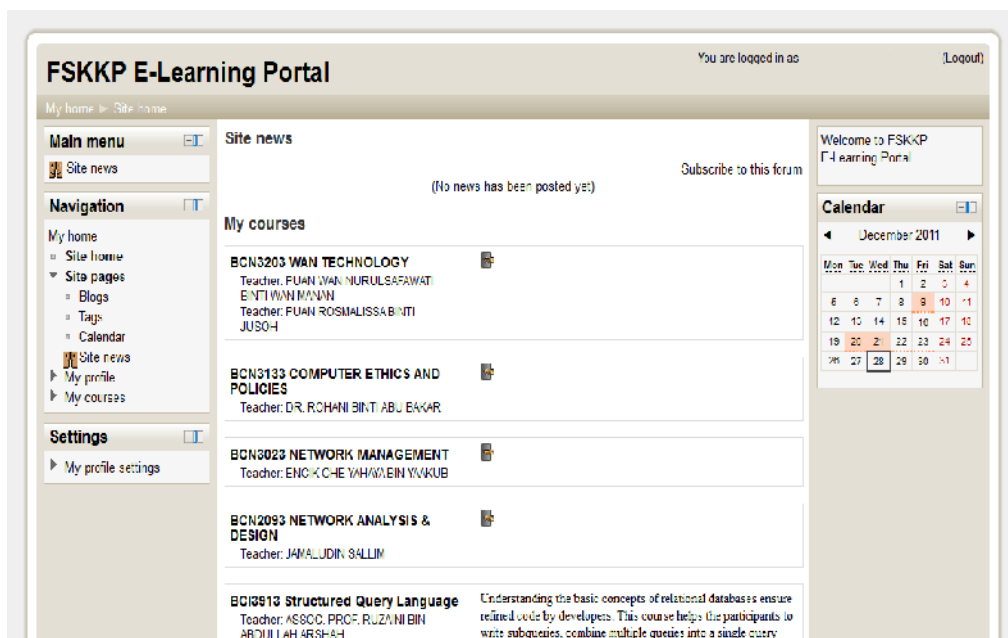 FSKKP E-Learning Portal
You are logged in as (Logout)
My home ► Site home
Main menu
Site news
Navigation
My home
Site home
Site pages
Blogs
Tags
Calendar
Site news
My profile
My courses
Settings
My profile settings
Site news
Subscribe to this forum
(No news has been posted yet)
My courses
BCN3203 WAN TECHNOLOGY
Teacher: PUAN WAN NURULSAFAWATI
BINTI WAN MANAN
Teacher: PUAN ROSMALISSA BINTI
JUSOH
BCN3133 COMPUTER ETHICS AND
POLICIES
Teacher: DR. ROHANI BINTI ABU BAKAR
BCN3023 NETWORK MANAGEMENT
Teacher: ENCIK CHE YAHAYA BIN YAAKUB
BCN2093 NETWORK ANALYSIS &
DESIGN
Teacher: JAMALUDIN SALLIM
BCI3913 Structured Query Language
Teacher: ASSOC. PROF. RUZAINI BIN
ABDULLAH ARSHAH
Understanding the basic concepts of relational databases ensure
refined code by developers. This course helps the participants to
write subqueries, combine multiple queries into a single query
Welcome to FSKKP
E-Learning Portal
Calendar
◄ December 2011 ►
Mon Tue Wed Thu Fri Sat Sun
1 2 3 4
5 6 7 8 9 10 11
12 13 14 15 16 17 18
19 20 21 22 23 24 25
26 27 28 29 30 31